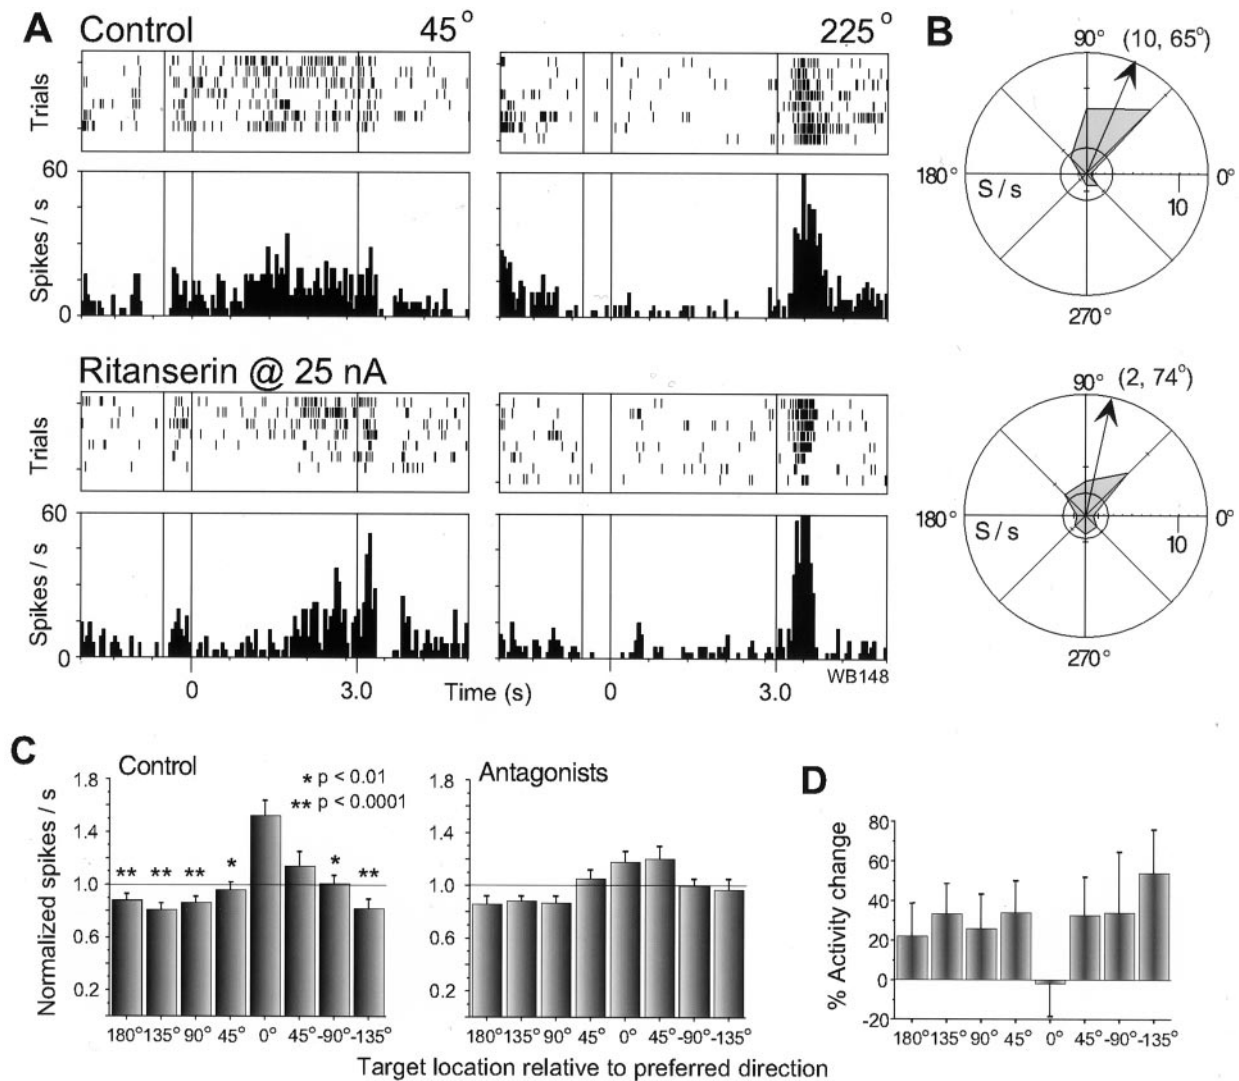 A
Control 45°
225°
Trials
60
Spikes / s
0
Ritanserin @ 25 nA
Trials
60
Spikes / s
0
0 3.0 Time (s) 0 3.0
WB148
B
90° (10, 65°)
180° S / s 10 0°
270°
90° (2, 74°)
180° S / s 10 0°
270°
C
Control
* p < 0.01
** p < 0.0001
Normalized spikes / s
1.8
1.4
1.0
0.6
0.2
** ** ** * * **
180° 135° 90° 45° 0° 45° -90° -135°
Antagonists
1.8
1.4
1.0
0.6
0.2
180° 135° 90° 45° 0° 45° -90° -135°
Target location relative to preferred direction
D
% Activity change
80
60
40
20
0
-20
180° 135° 90° 45° 0° 45° -90° -135°